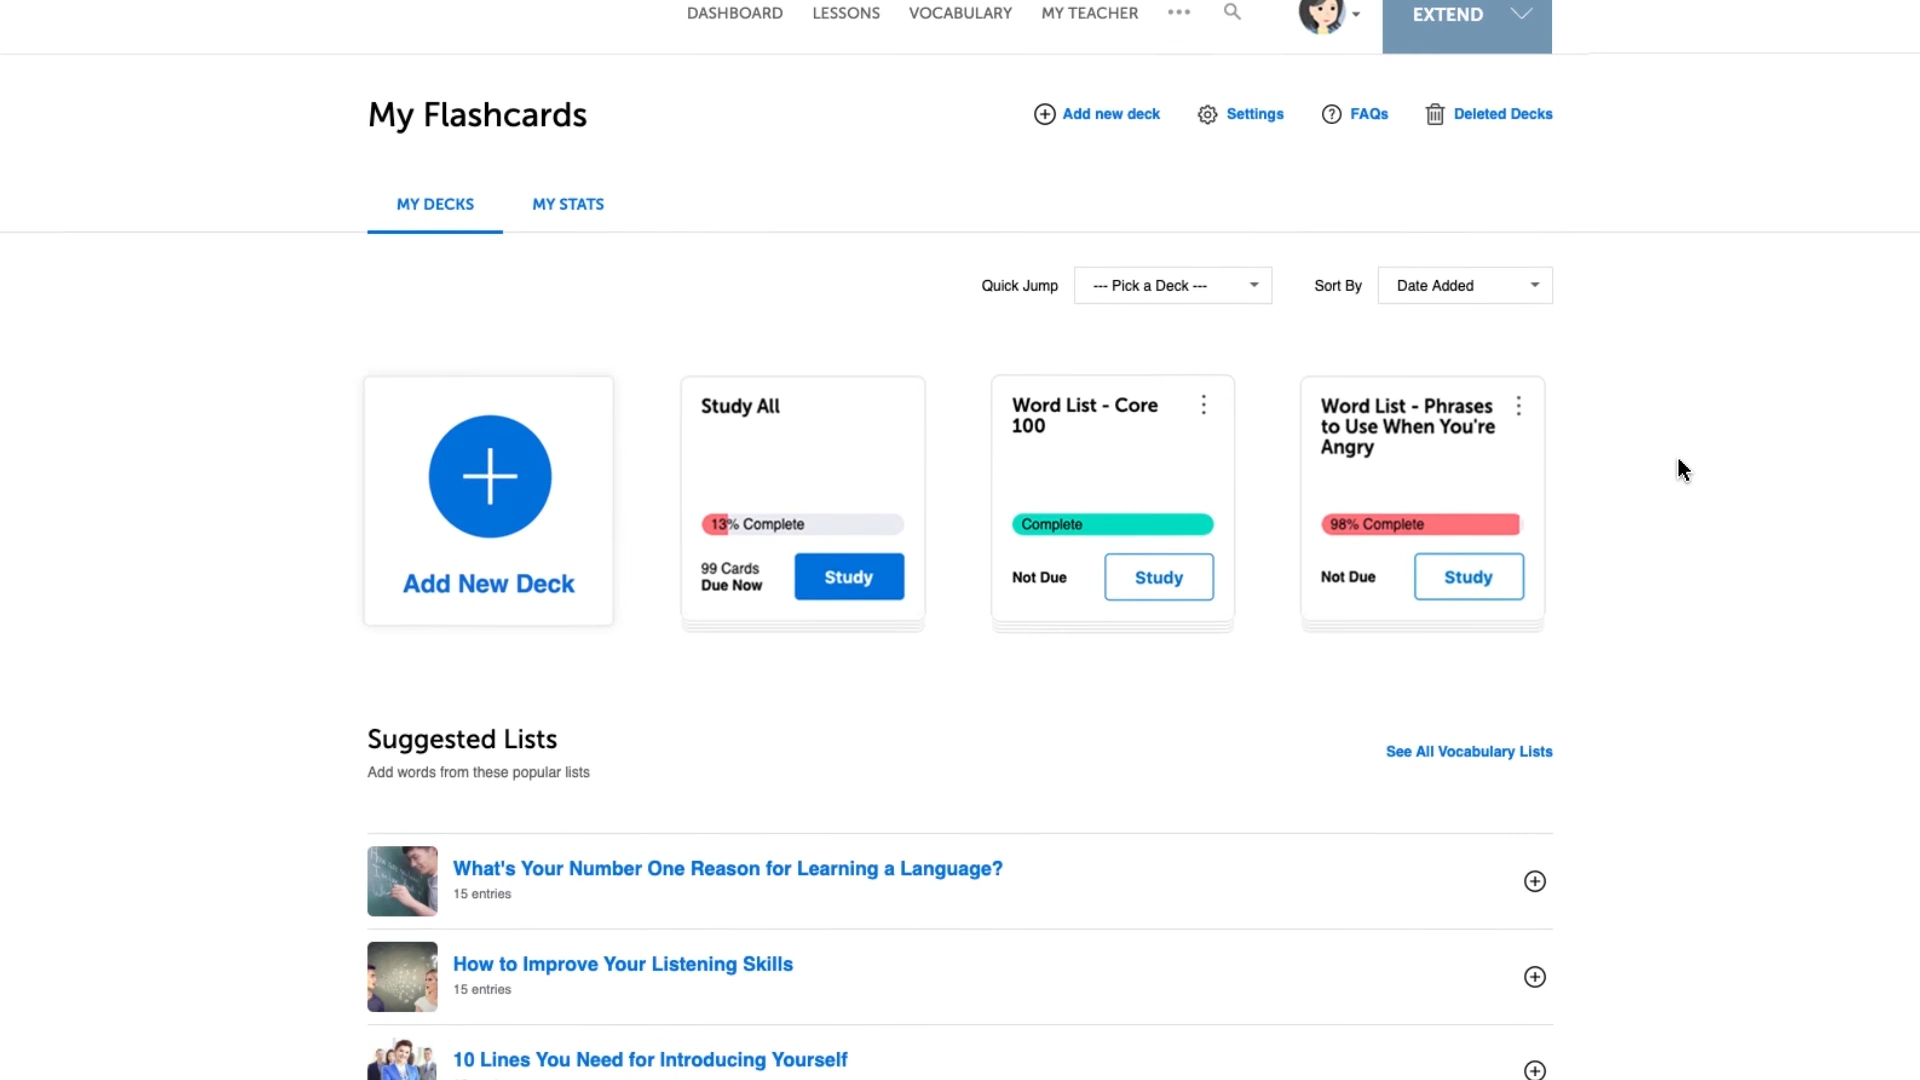 DASHBOARD LESSONS VOCABULARY MY TEACHER EXTEND
My Flashcards
Add new deck Settings FAQs Deleted Decks
MY DECKS MY STATS
Quick Jump --- Pick a Deck --- Sort By Date Added
Study All
13% Complete
99 Cards
Due Now
Study
Word List - Core
100
Complete
Not Due
Study
Word List - Phrases
to Use When You're
Angry
98% Complete
Not Due
Study
Add New Deck
Suggested Lists
Add words from these popular lists
See All Vocabulary Lists
What's Your Number One Reason for Learning a Language?
15 entries
How to Improve Your Listening Skills
15 entries
10 Lines You Need for Introducing Yourself